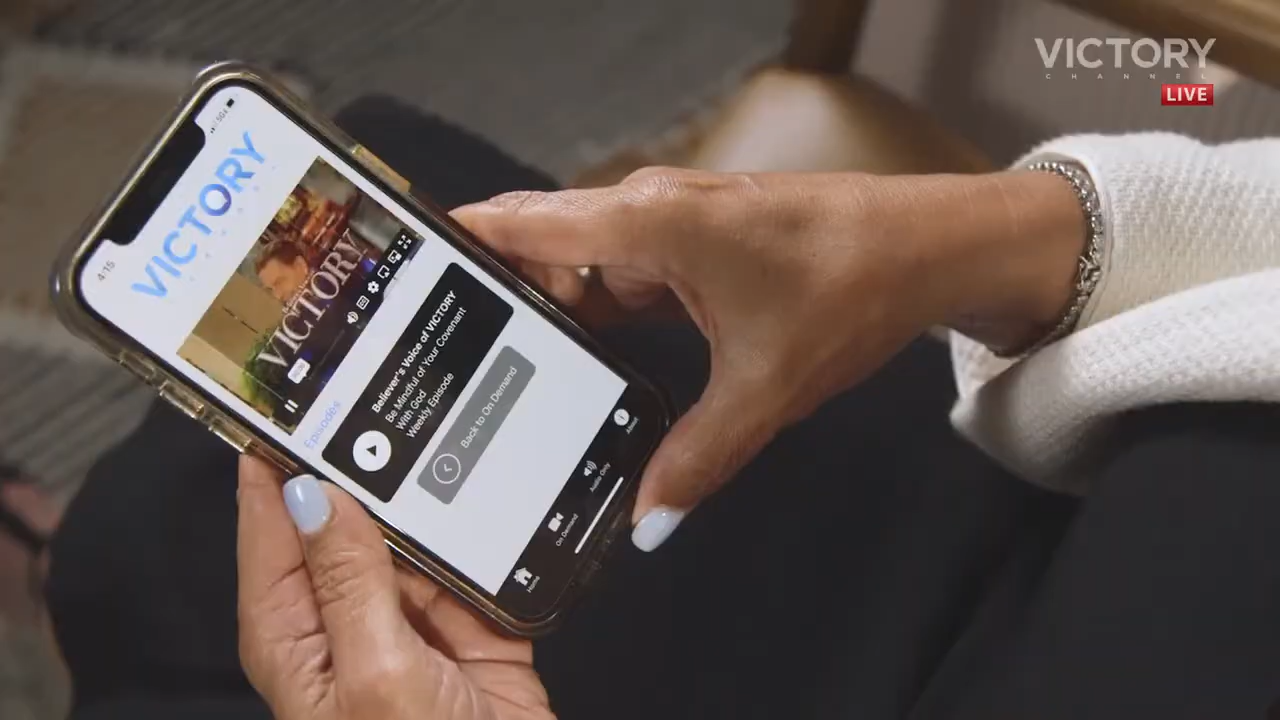 VICTORY
CHANNEL
LIVE
4:15
5G
VICTORY
VICTORY
Episodes
Believer's Voice of VICTORY
Be Mindful of Your Covenant
With God
Weekly Episode
Back to On Demand
Home
On Demand
Audio Only
About